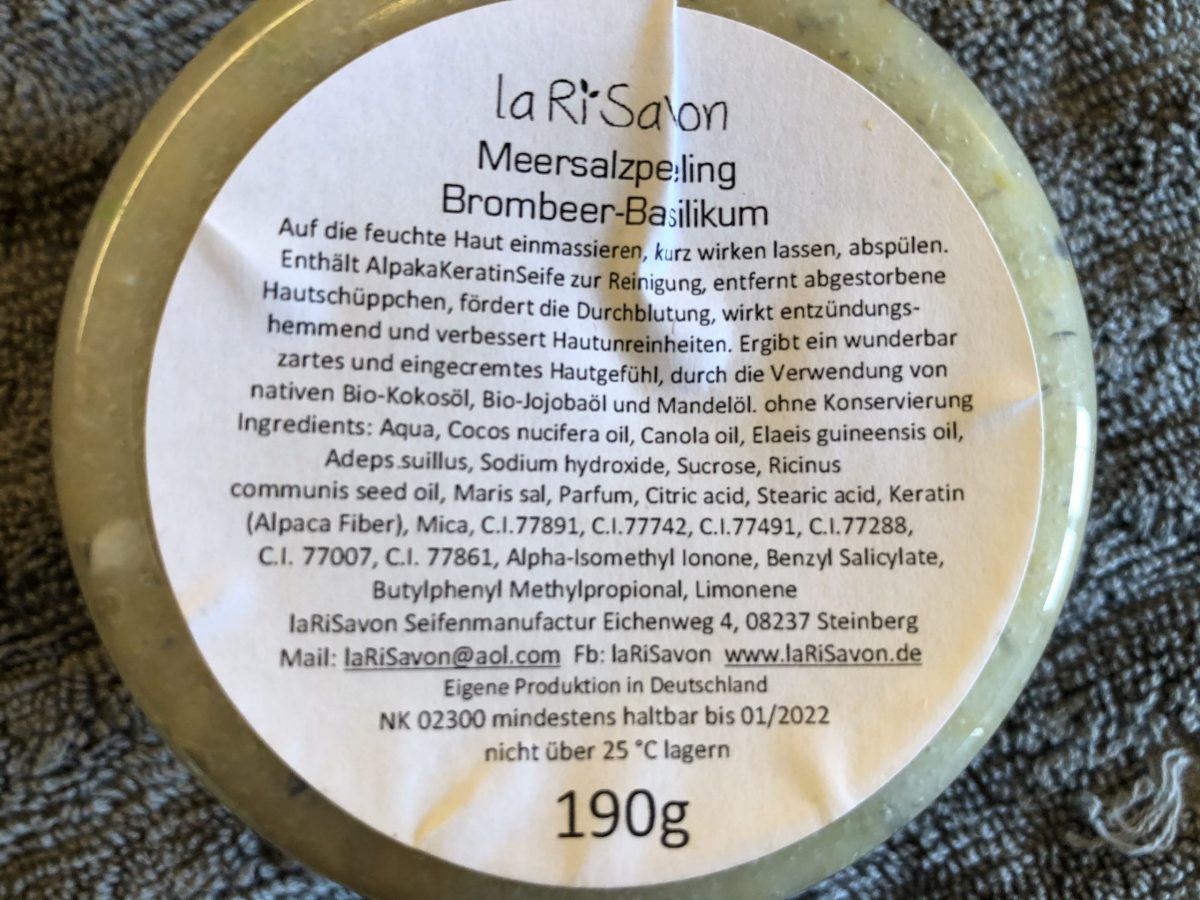 la Ri Savon
Meersalzpeeling
Brombeer-Basilikum
Auf die feuchte Haut einmassieren, kurz wirken lassen, abspülen.
Enthält AlpakaKeratinSeife zur Reinigung, entfernt abgestorbene
Hautschüppchen, fördert die Durchblutung, wirkt entzündungs-
hemmend und verbessert Hautunreinheiten. Ergibt ein wunderbar
zartes und eingecremtes Hautgefühl, durch die Verwendung von
nativen Bio-Kokosöl, Bio-Jojobaöl und Mandelöl. ohne Konservierung
Ingredients: Aqua, Cocos nucifera oil, Canola oil, Elaeis guineensis oil,
Adeps suillus, Sodium hydroxide, Sucrose, Ricinus
communis seed oil, Maris sal, Parfum, Citric acid, Stearic acid, Keratin
(Alpaca Fiber), Mica, C.I.77891, C.I.77742, C.I.77491, C.I.77288,
C.I. 77007, C.I. 77861, Alpha-Isomethyl Ionone, Benzyl Salicylate,
Butylphenyl Methylpropional, Limonene
laRiSavon Seifenmanufactur Eichenweg 4, 08237 Steinberg
Mail: laRiSavon@aol.com Fb: laRiSavon www.laRiSavon.de
Eigene Produktion in Deutschland
NK 02300 mindestens haltbar bis 01/2022
nicht über 25 °C lagern
190g